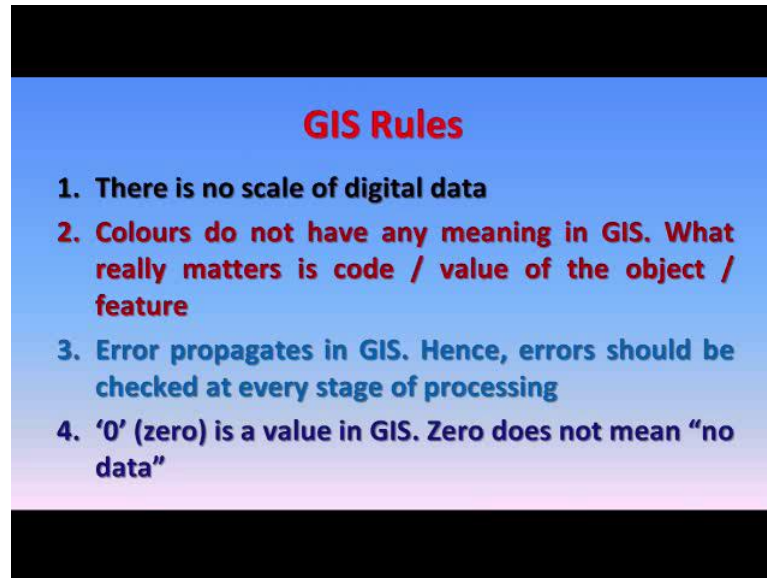 GIS Rules
1. There is no scale of digital data
2. Colours do not have any meaning in GIS. What
really matters is code / value of the object /
feature
3. Error propagates in GIS. Hence, errors should be
checked at every stage of processing
4. ‘0’ (zero) is a value in GIS. Zero does not mean “no
data”